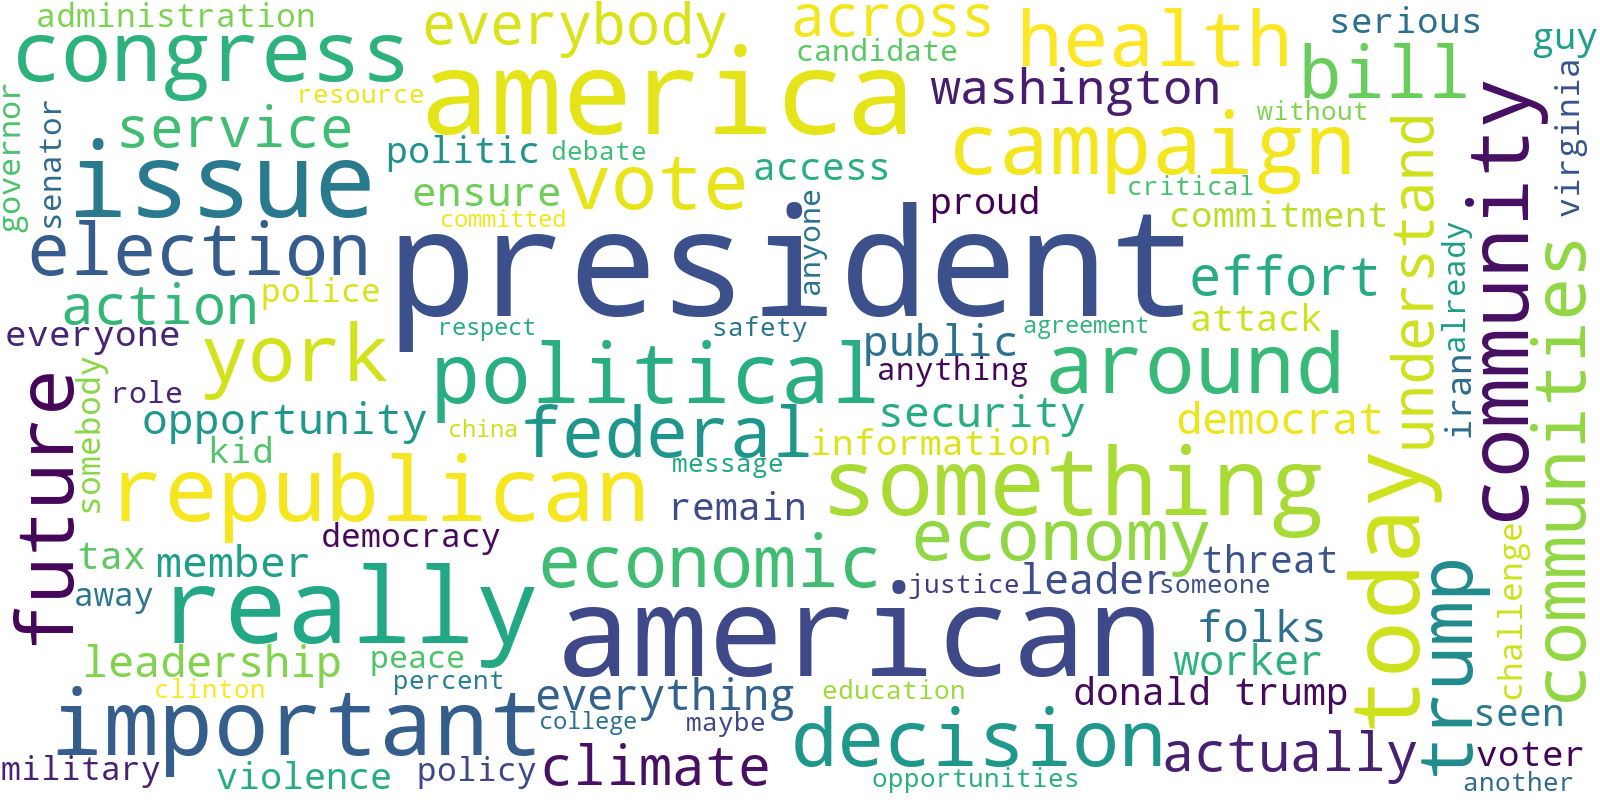 administration
everybody
across
health
serious
guy
congress
america
candidate
washington
bill
governor
senator
resource
service
issue
politic
debate
vote
access
campaign
without
virginia
community
understand
ensure
committed
anyone
proud
critical
commitment
election
president
effort
already
iran
communities
action
police
everyone
york
respect
safety
public
agreement
attack
around
future
somebody
role
political
anything
opportunity
kid
china
federal
security
information
democrat
republican
message
something
today
remain
democracy
economy
tax
member
economic
threat
challenge
away
really
american
justice
leader
someone
trump
folks
leadership
peace
worker
clinton
percent
everything
education
donald trump
important
college
maybe
decision
seen
military
violence
policy
climate
opportunities
actually
voter
another